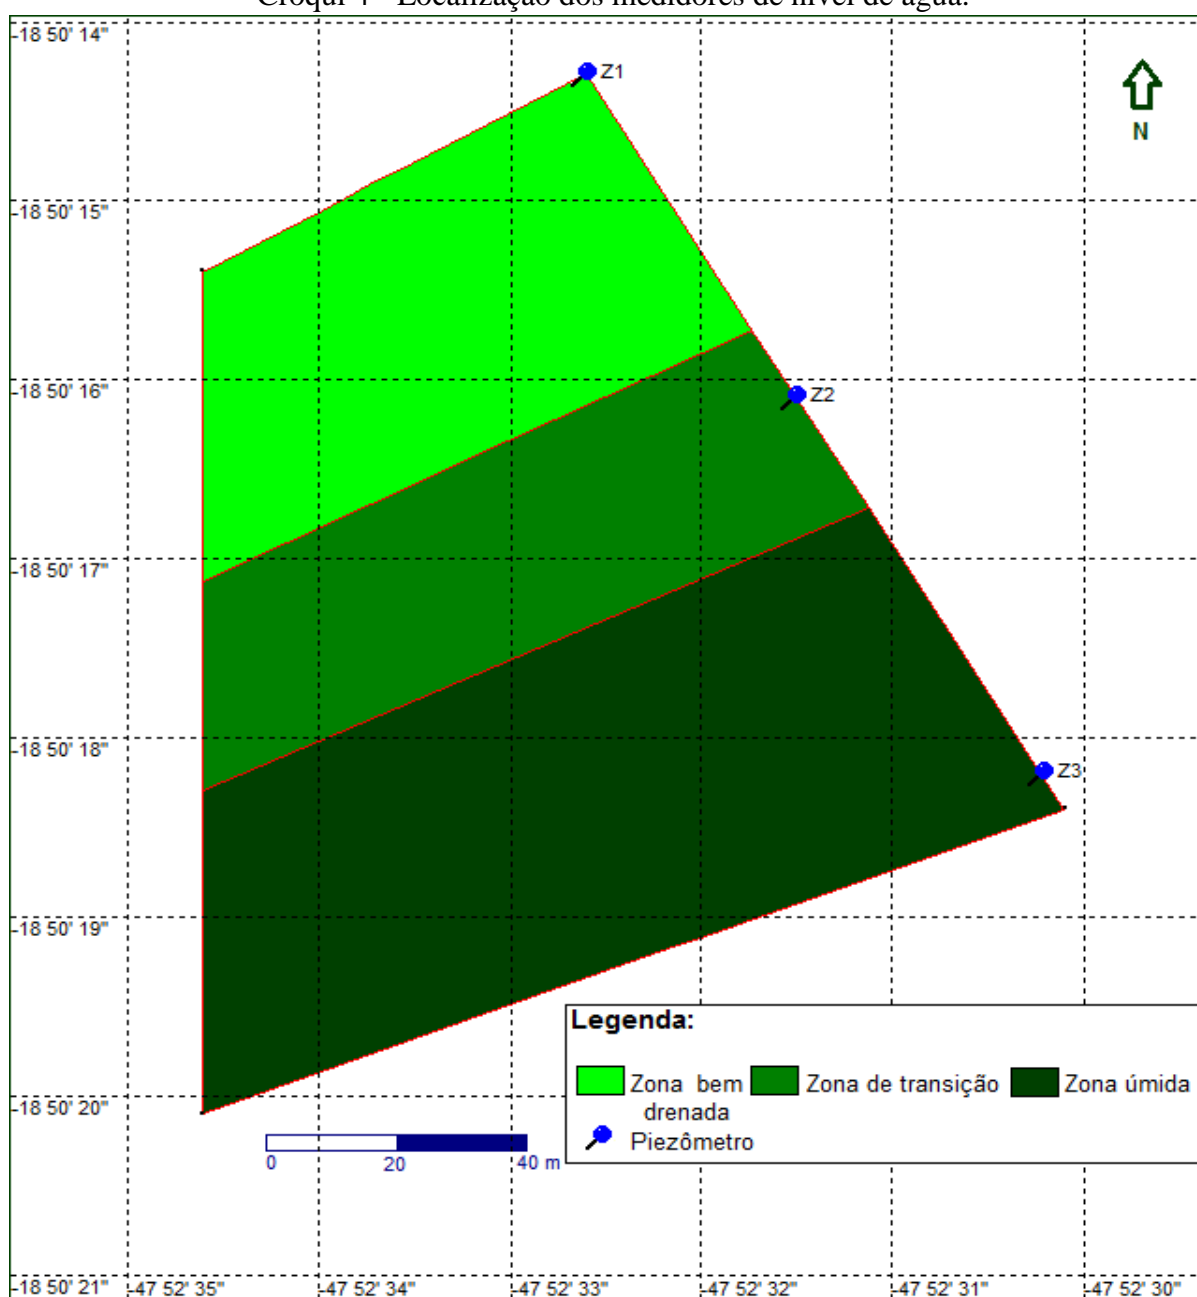 Croqui 4 - Localização dos medidores de nível de água.
-18 50' 14"
Z1
N
-18 50' 15"
-18 50' 16"
Z2
-18 50' 17"
-18 50' 18"
Z3
-18 50' 19"
Legenda:
Zona bem drenada
Zona de transição
Zona úmida
Piezômetro
-18 50' 20"
0 20 40 m
-18 50' 21"
-47 52' 35" -47 52' 34" -47 52' 33" -47 52' 32" -47 52' 31" -47 52' 30"